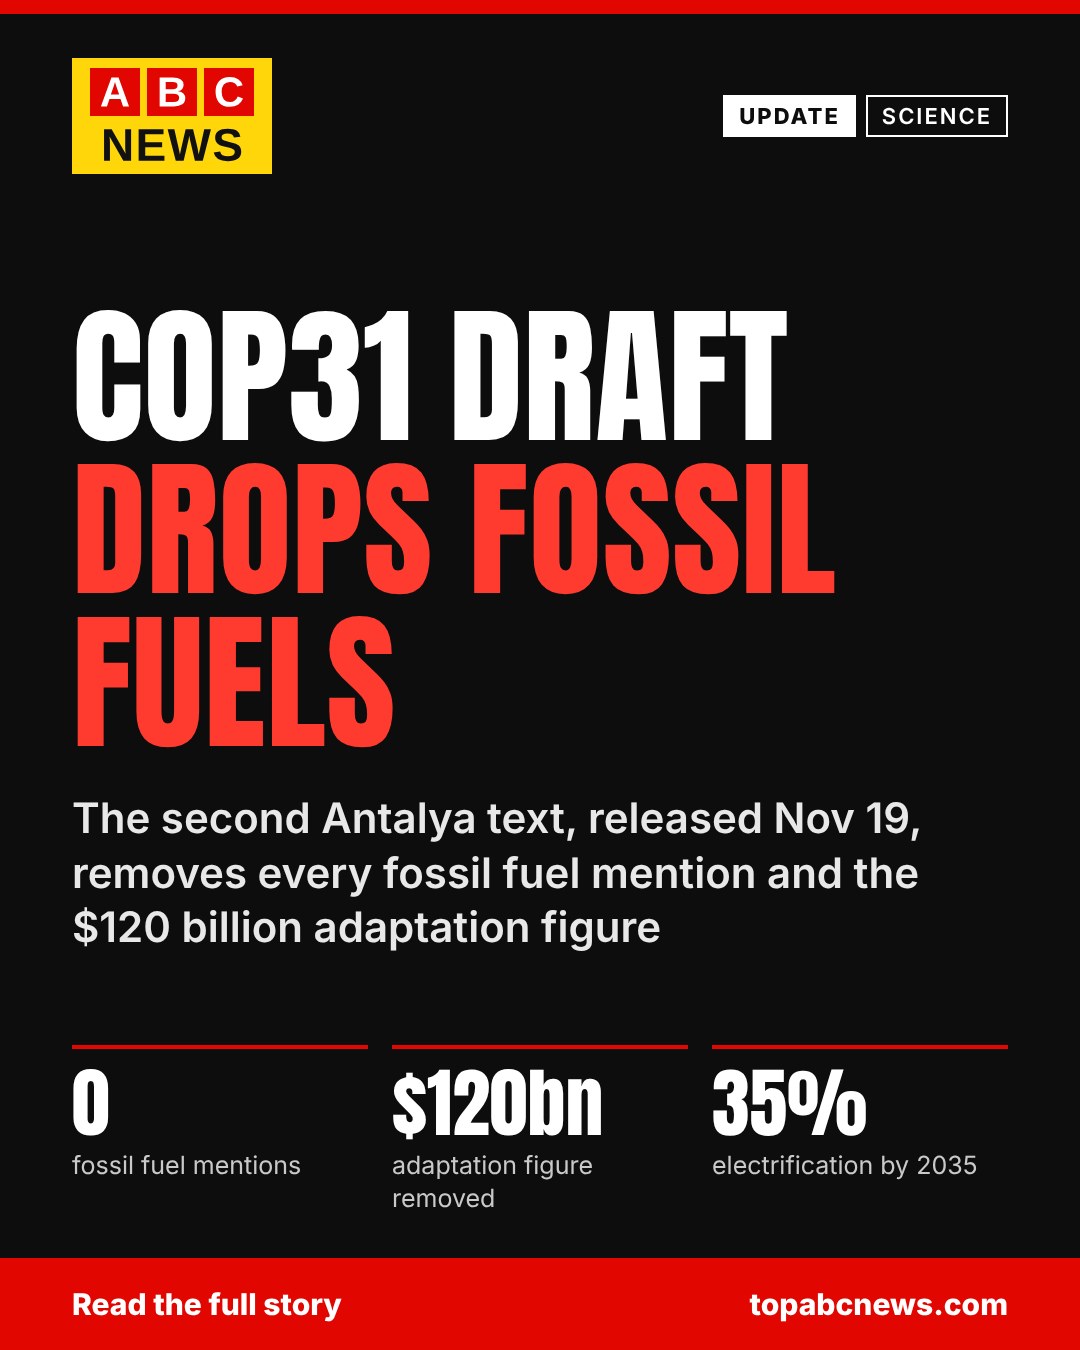 ABC
NEWS
UPDATE
SCIENCE
COP31 DRAFT
DROPS FOSSIL
FUELS
The second Antalya text, released Nov 19,
removes every fossil fuel mention and the
$120 billion adaptation figure
0
fossil fuel mentions
$120bn
adaptation figure
removed
35%
electrification by 2035
Read the full story
topabcnews.com